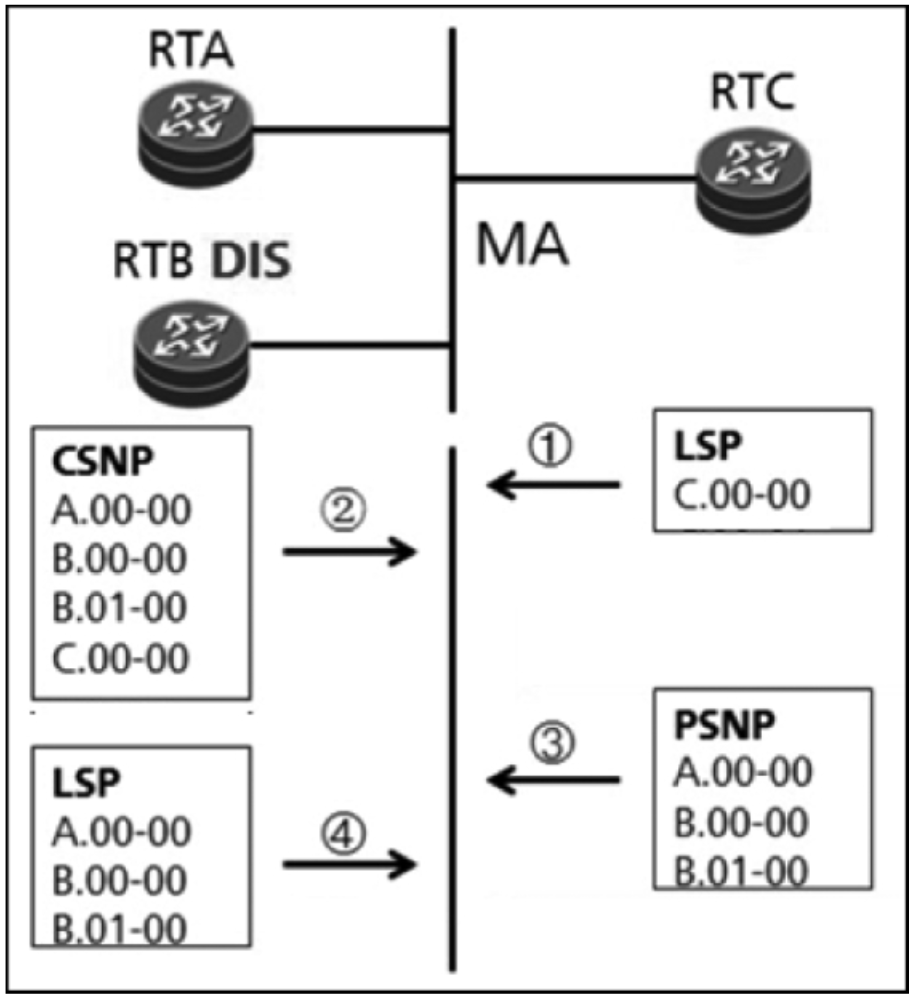 RTA
RTC
RTB DIS
MA
①
LSP
C.00-00
CSNP
A.00-00
B.00-00
B.01-00
C.00-00
②
③
PSNP
A.00-00
B.00-00
B.01-00
LSP
A.00-00
B.00-00
B.01-00
④